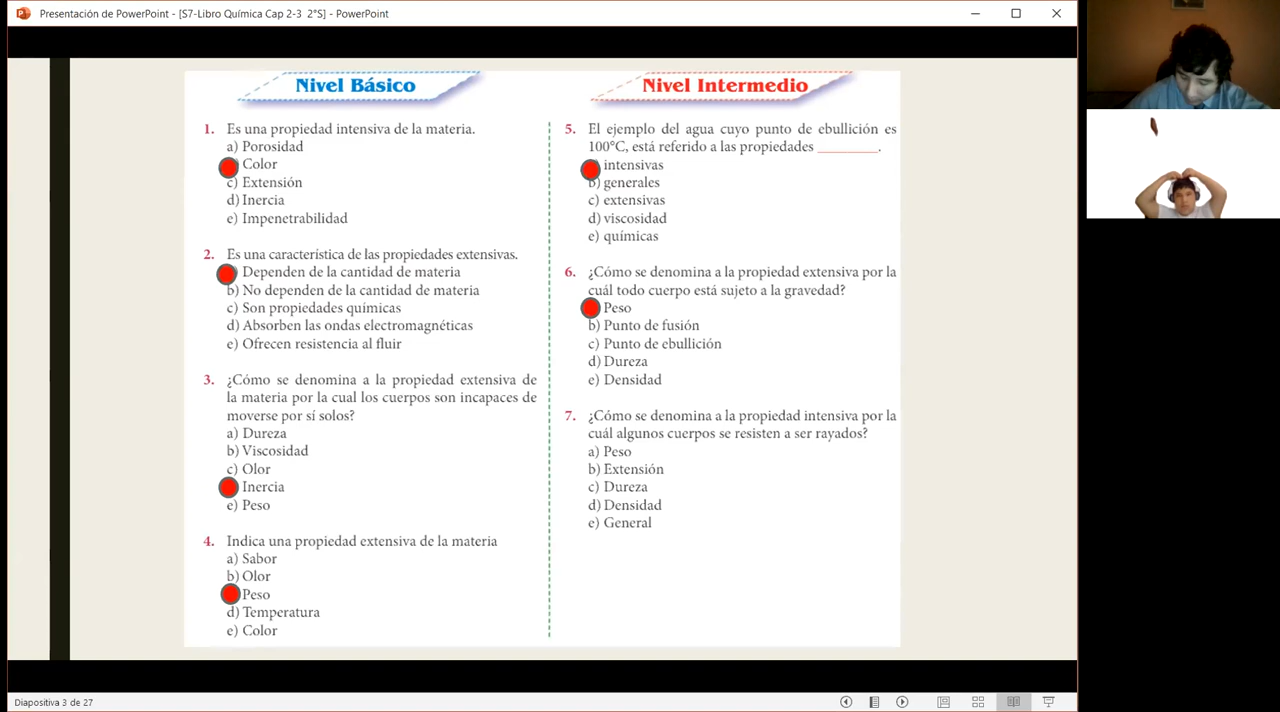 Presentación de PowerPoint - [S7-Libro Química Cap 2-3 2°S] - PowerPoint
Nivel Básico
1. Es una propiedad intensiva de la materia.
a) Porosidad
Color
c) Extensión
d) Inercia
e) Impenetrabilidad
2. Es una característica de las propiedades extensivas.
Dependen de la cantidad de materia
b) No dependen de la cantidad de materia
c) Son propiedades químicas
d) Absorben las ondas electromagnéticas
e) Ofrecen resistencia al fluir
3. ¿Cómo se denomina a la propiedad extensiva de
la materia por la cual los cuerpos son incapaces de
moverse por sí solos?
a) Dureza
b) Viscosidad
c) Olor
Inercia
e) Peso
4. Indica una propiedad extensiva de la materia
a) Sabor
b) Olor
Peso
d) Temperatura
e) Color
Nivel Intermedio
5. El ejemplo del agua cuyo punto de ebullición es
100°C, está referido a las propiedades _________.
intensivas
b) generales
c) extensivas
d) viscosidad
e) químicas
6. ¿Cómo se denomina a la propiedad extensiva por la
cuál todo cuerpo está sujeto a la gravedad?
Peso
b) Punto de fusión
c) Punto de ebullición
d) Dureza
e) Densidad
7. ¿Cómo se denomina a la propiedad intensiva por la
cuál algunos cuerpos se resisten a ser rayados?
a) Peso
b) Extensión
c) Dureza
d) Densidad
e) General
Diapositiva 3 de 27